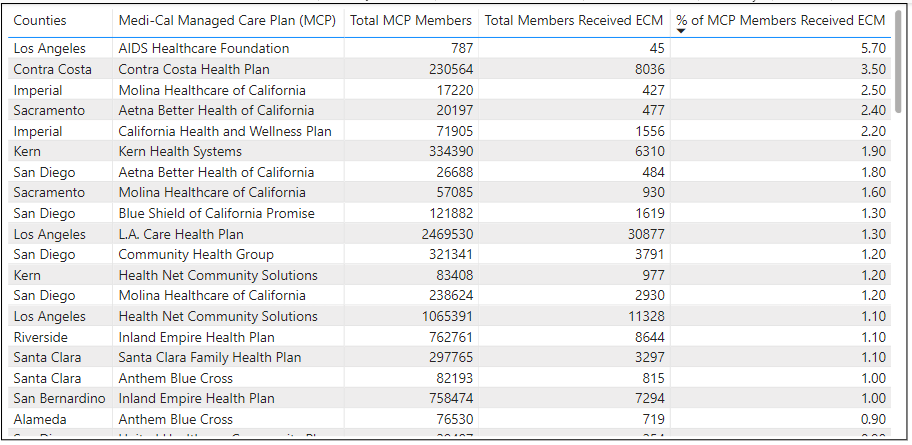 Counties Medi-Cal Managed Care Plan (MCP) Total MCP Members Total Members Received ECM % of MCP Members Received ECM
Los Angeles AIDS Healthcare Foundation 787 45 5.70
Contra Costa Contra Costa Health Plan 230564 8036 3.50
Imperial Molina Healthcare of California 17220 427 2.50
Sacramento Aetna Better Health of California 20197 477 2.40
Imperial California Health and Wellness Plan 71905 1556 2.20
Kern Kern Health Systems 334390 6310 1.90
San Diego Aetna Better Health of California 26688 484 1.80
Sacramento Molina Healthcare of California 57085 930 1.60
San Diego Blue Shield of California Promise 121882 1619 1.30
Los Angeles L.A. Care Health Plan 2469530 30877 1.30
San Diego Community Health Group 321341 3791 1.20
Kern Health Net Community Solutions 83408 977 1.20
San Diego Molina Healthcare of California 238624 2930 1.20
Los Angeles Health Net Community Solutions 1065391 11328 1.10
Riverside Inland Empire Health Plan 762761 8644 1.10
Santa Clara Santa Clara Family Health Plan 297765 3297 1.10
Santa Clara Anthem Blue Cross 82193 815 1.00
San Bernardino Inland Empire Health Plan 758474 7294 1.00
Alameda Anthem Blue Cross 76530 719 0.90